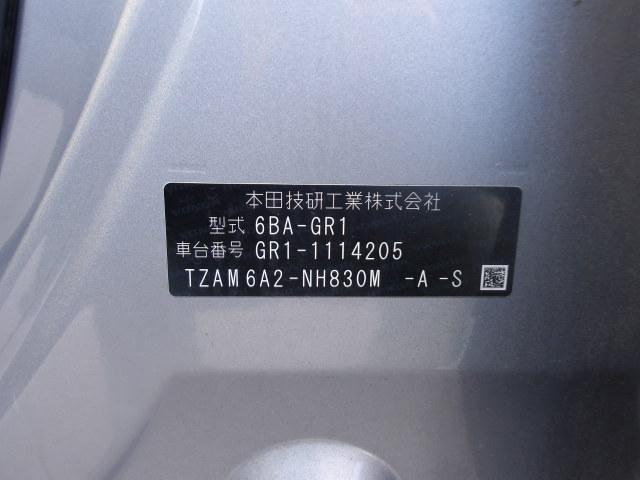 本田技研工業株式会社
型式 6BA-GR1
車台番号 GR1-1114205
TZAM6A2-NH830M -A -S